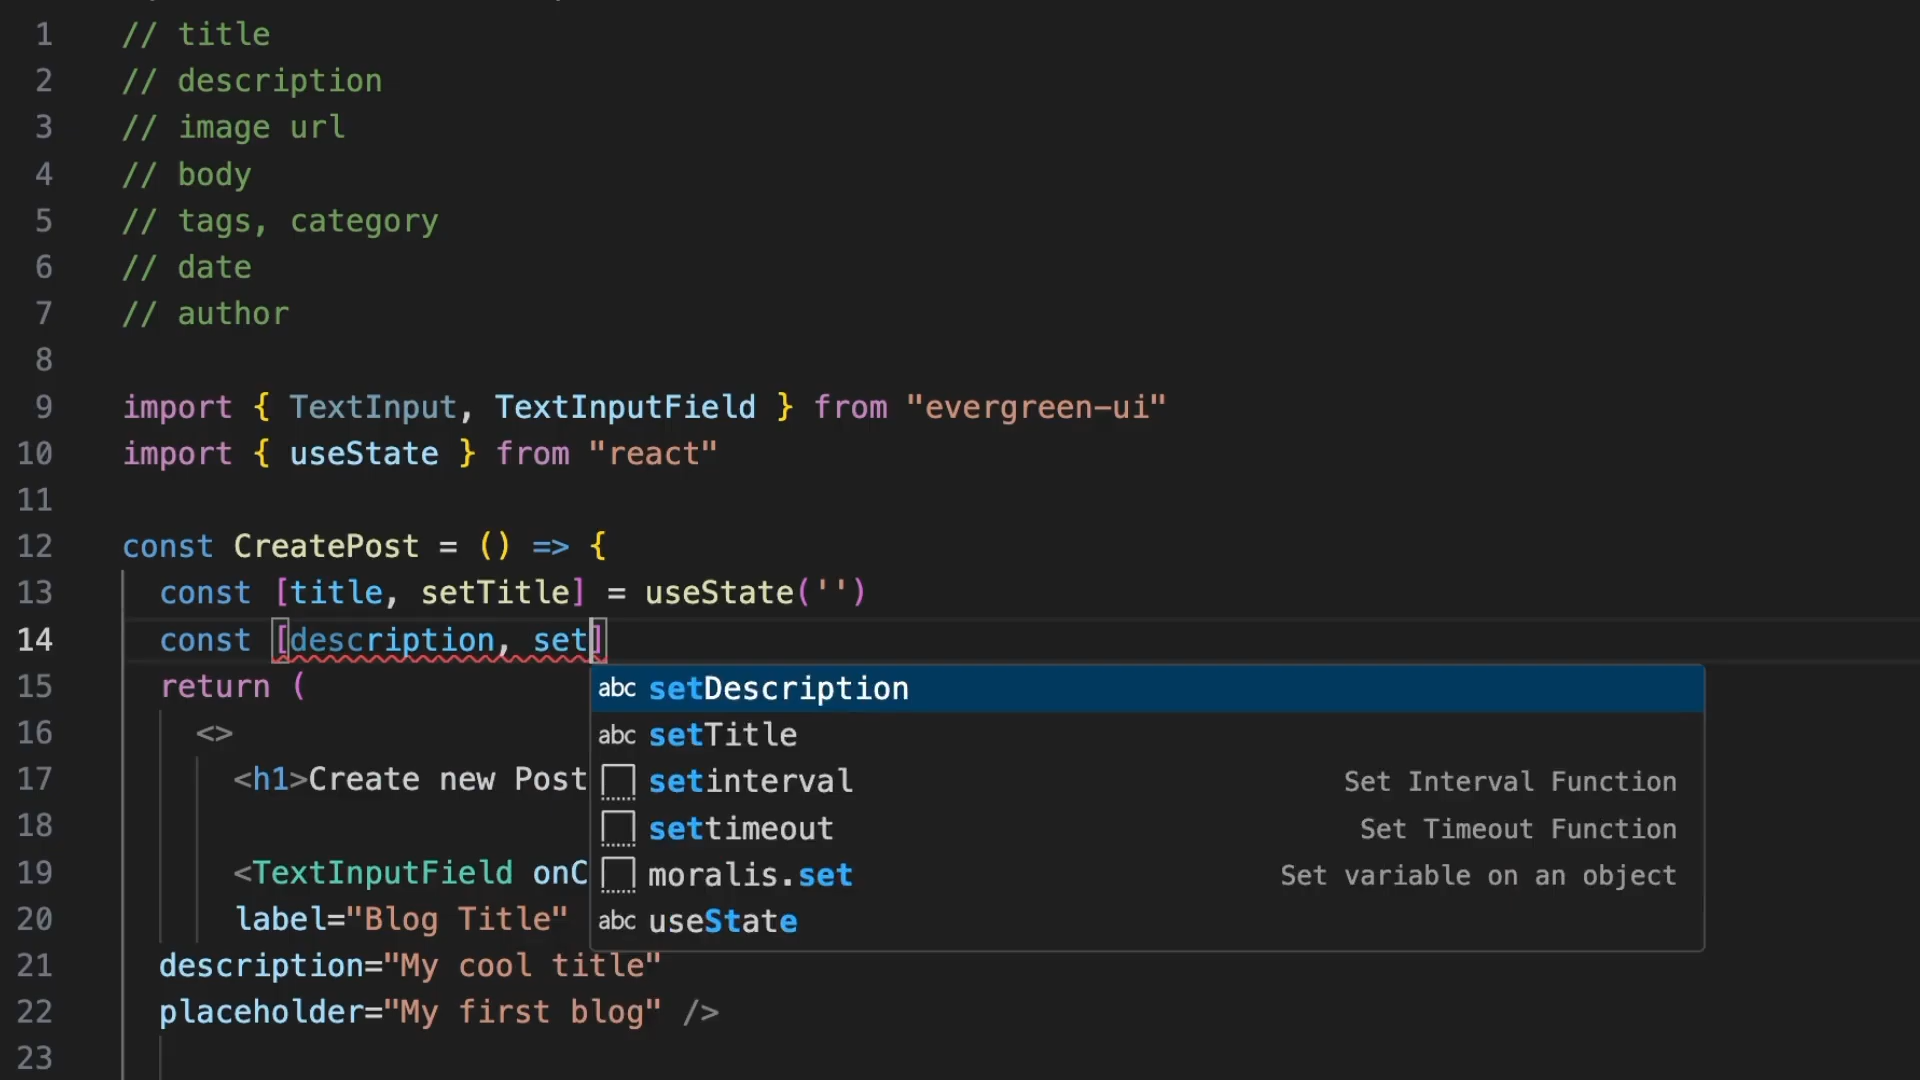 1 // title
2 // description
3 // image url
4 // body
5 // tags, category
6 // date
7 // author
8
9 import { TextInput, TextInputField } from "evergreen-ui"
10 import { useState } from "react"
11
12 const CreatePost = () => {
13 const [title, setTitle] = useState('')
14 const [description, set]
15 return (
abc setDescription
16 <>
abc setTitle
17 <h1>Create new Post
setinterval Set Interval Function
18
settimeout Set Timeout Function
19 <TextInputField onC
moralis.set Set variable on an object
20 label="Blog Title"
abc useState
21 description="My cool title"
22 placeholder="My first blog" />
23